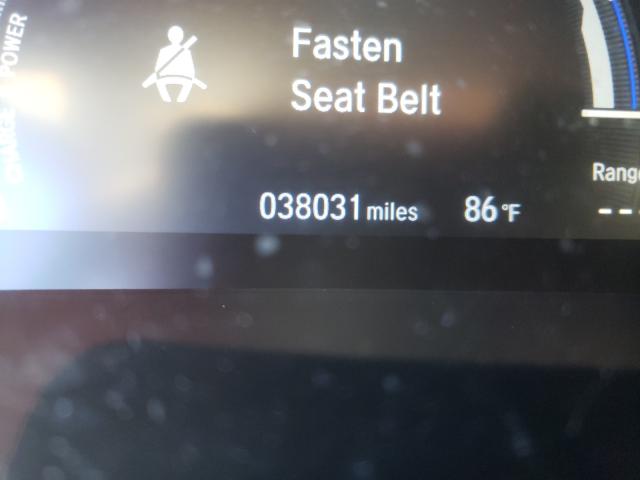 POWER
CHARGE
Fasten
Seat Belt
Range
038031 miles 86 °F
---